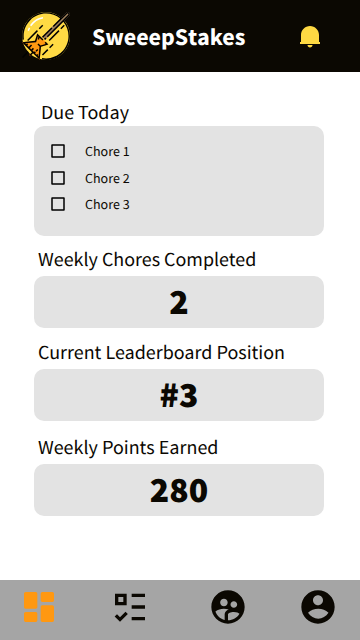 SweeepStakes
Due Today
Chore 1
Chore 2
Chore 3
Weekly Chores Completed
2
Current Leaderboard Position
#3
Weekly Points Earned
280